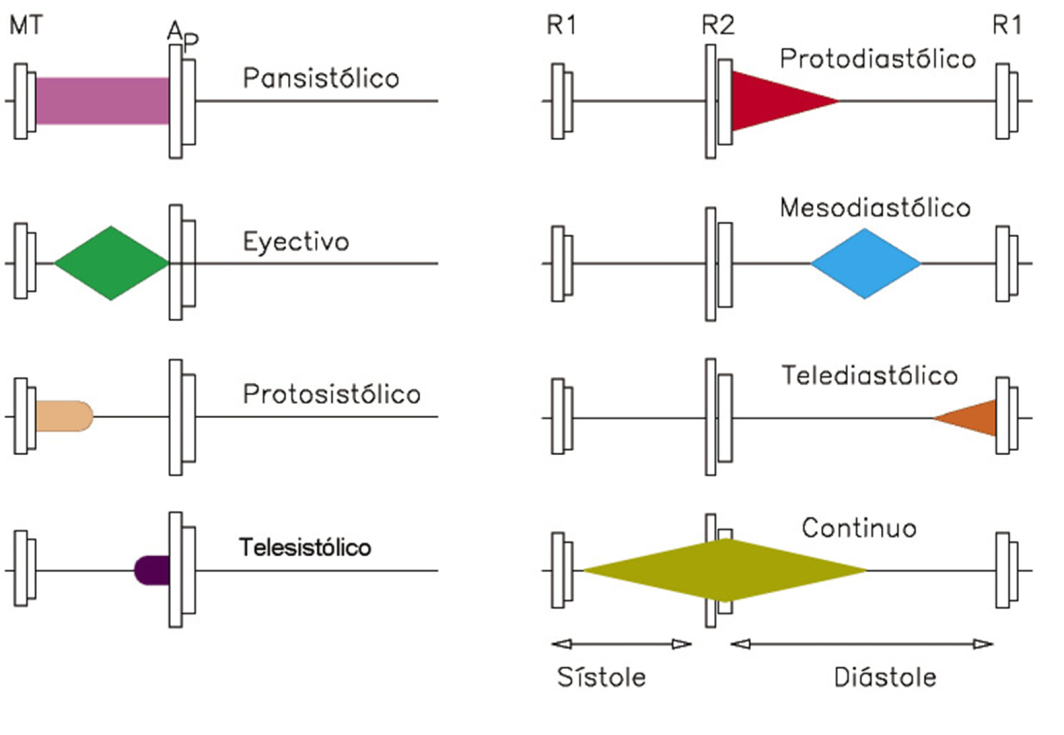 MT
A
P
Pansistólico
Eyectivo
Protosistólico
Telesistólico
R1
R2
R1
Protodiastólico
Mesodiastólico
Telediastólico
Continuo
Sístole
Diástole